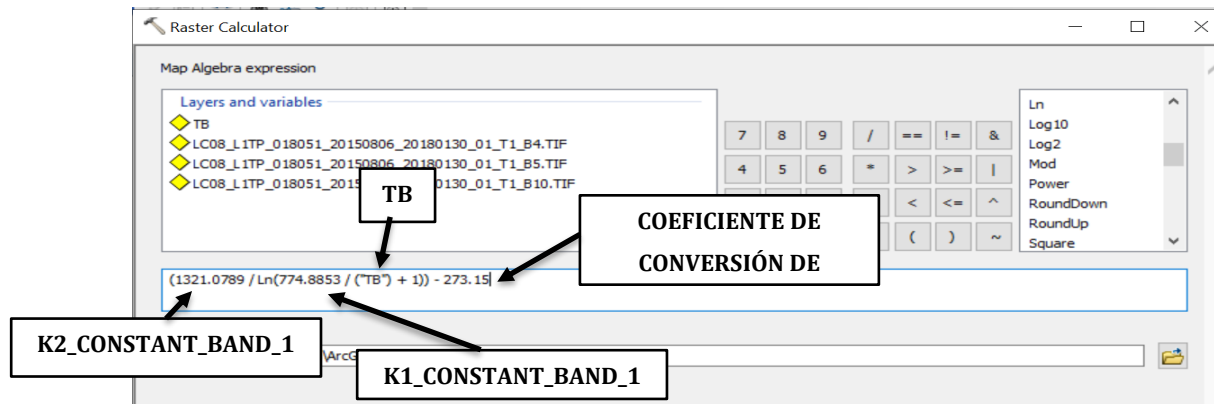 Raster Calculator
Map Algebra expression
Layers and variables
TB
LC08_L1TP_018051_20150806_20180130_01_T1_B4.TIF
LC08_L1TP_018051_20150806_20180130_01_T1_B5.TIF
LC08_L1TP_018051_2015 0130_01_T1_B10.TIF
7 8 9 / == != &
4 5 6 * > >= |
< <= ^
( ) ~
Ln
Log10
Log2
Mod
Power
RoundDown
RoundUp
Square
TB
COEFICIENTE DE
CONVERSIÓN DE
(1321.0789 / Ln(774.8853 / ("TB") + 1)) - 273.15
K2_CONSTANT_BAND_1
\ArcG
K1_CONSTANT_BAND_1